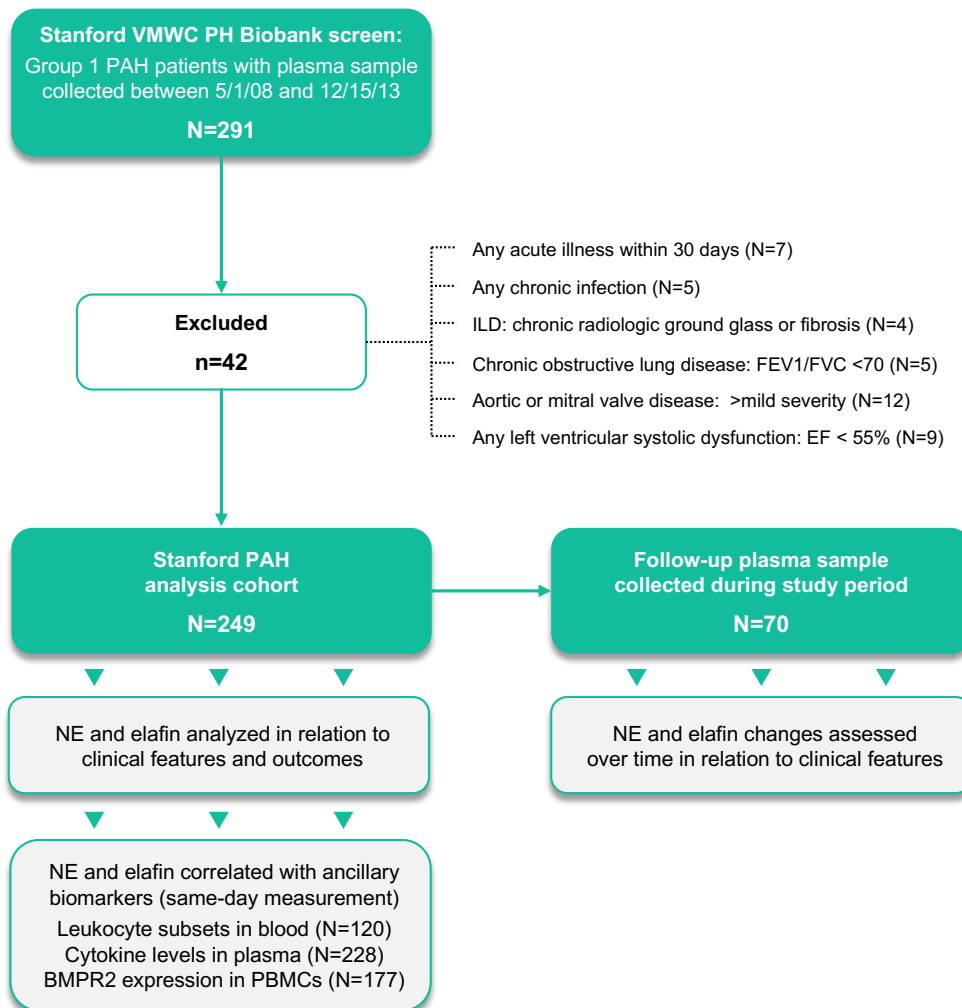 Stanford VMWC PH Biobank screen:
Group 1 PAH patients with plasma sample
collected between 5/1/08 and 12/15/13
N=291
Excluded
n=42
Any acute illness within 30 days (N=7)
Any chronic infection (N=5)
ILD: chronic radiologic ground glass or fibrosis (N=4)
Chronic obstructive lung disease: FEV1/FVC <70 (N=5)
Aortic or mitral valve disease: >mild severity (N=12)
Any left ventricular systolic dysfunction: EF < 55% (N=9)
Stanford PAH
analysis cohort
N=249
Follow-up plasma sample
collected during study period
N=70
NE and elafin analyzed in relation to
clinical features and outcomes
NE and elafin changes assessed
over time in relation to clinical features
NE and elafin correlated with ancillary
biomarkers (same-day measurement)
Leukocyte subsets in blood (N=120)
Cytokine levels in plasma (N=228)
BMPR2 expression in PBMCs (N=177)